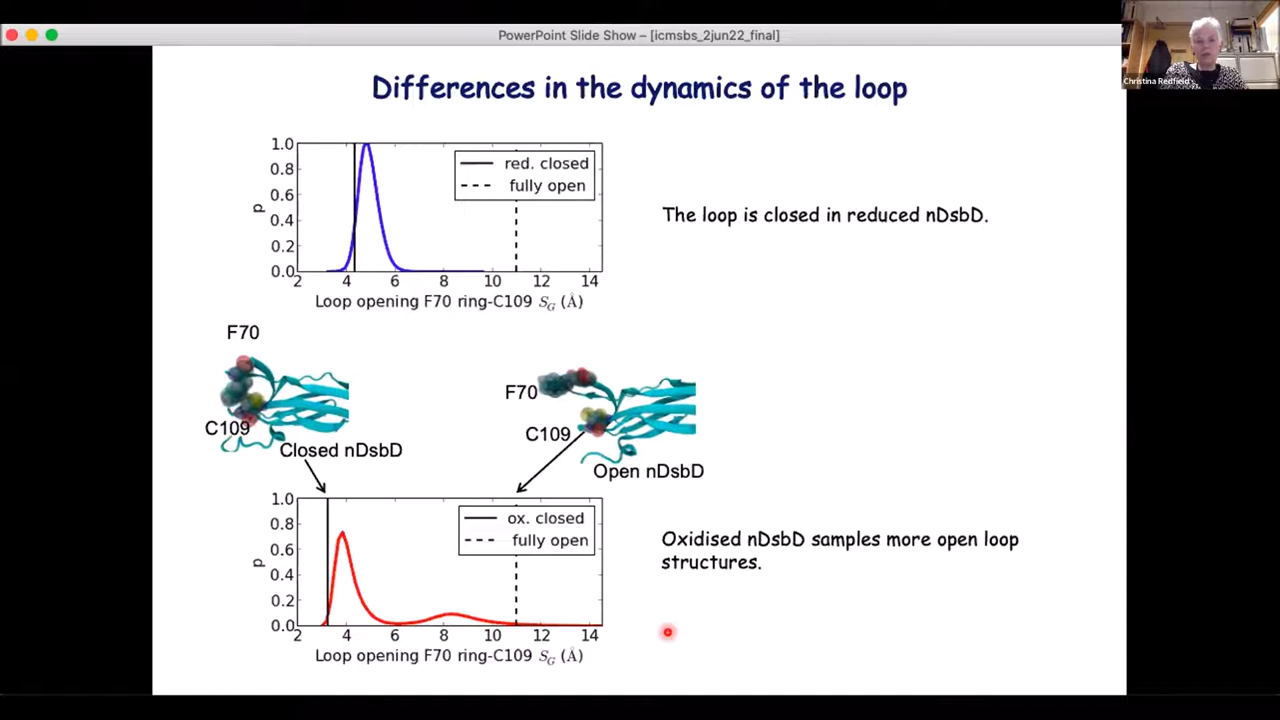 PowerPoint Slide Show – [icmsbs_2jun22_final]
Christina Redfield
Differences in the dynamics of the loop
1.0
0.8
0.6
0.4
0.2
0.0
p
red. closed
fully open
2 4 6 8 10 12 14
Loop opening F70 ring-C109 S_G (Å)
The loop is closed in reduced nDsbD.
F70
C109
Closed nDsbD
F70
C109
Open nDsbD
1.0
0.8
0.6
0.4
0.2
0.0
p
ox. closed
fully open
2 4 6 8 10 12 14
Loop opening F70 ring-C109 S_G (Å)
Oxidised nDsbD samples more open loop
structures.